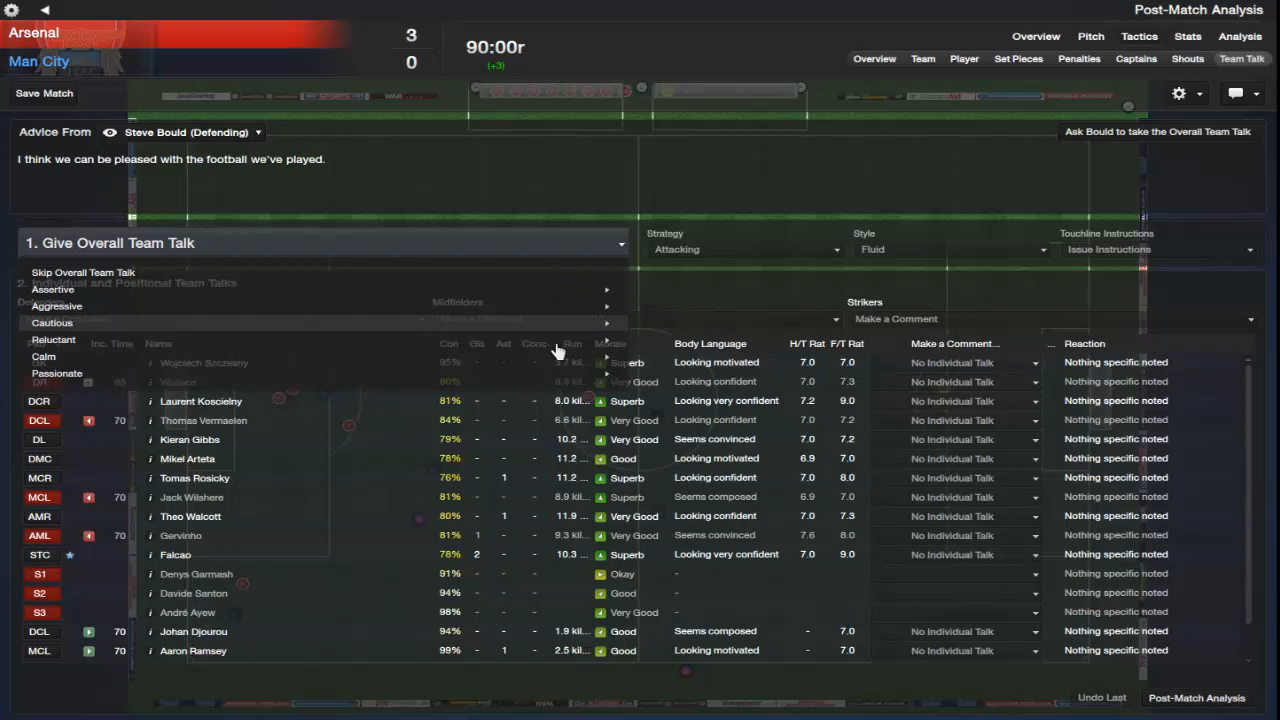 Post-Match Analysis
Arsenal 3 90:00r Overview Pitch Tactics Stats Analysis
Man City 0 (+3) Overview Team Player Set Pieces Penalties Captains Shouts Team Talk
Save Match
Advice From Steve Bould (Defending) Ask Bould to take the Overall Team Talk
I think we can be pleased with the football we've played.
1. Give Overall Team Talk Strategy Style Touchline Instructions
Attacking Fluid Issue Instructions
Skip Overall Team Talk
2. Individual and Positional Team Talks
Assertive
Midfielders Strikers
Aggressive
Cautious Make a Comment
Reluctant
Inc. Time Name Con Gls Ast Conc Run Morale Body Language H/T Rat F/T Rat Make a Comment... ... Reaction
Calm
Wojciech Szczesny 95% - - - Superb Looking motivated 7.0 7.0 No Individual Talk Nothing specific noted
Passionate
DR Wallace 80% - - - Very Good Looking confident 7.0 7.3 No Individual Talk Nothing specific noted
DCR Laurent Koscielny 81% - - - 8.0 kil... Superb Looking very confident 7.2 9.0 No Individual Talk Nothing specific noted
DCL 70 Thomas Vermaelen 84% - - - 6.6 kil... Very Good Looking confident 7.0 7.2 No Individual Talk Nothing specific noted
DL Kieran Gibbs 79% - - - 10.2 ... Very Good Seems convinced 7.0 7.2 No Individual Talk Nothing specific noted
DMC Mikel Arteta 78% - - - 11.2 ... Good Looking motivated 6.9 7.0 No Individual Talk Nothing specific noted
MCR Tomas Rosicky 76% - 1 - 11.2 ... Superb Looking motivated 7.0 8.0 No Individual Talk Nothing specific noted
MCL 70 Jack Wilshere 81% - - - 8.9 kil... Superb Seems composed 6.9 7.0 No Individual Talk Nothing specific noted
AMR Theo Walcott 80% - 1 - 11.9 ... Very Good Looking confident 7.0 7.3 No Individual Talk Nothing specific noted
AML 70 Gervinho 81% 1 - - 9.3 kil... Very Good Seems convinced 7.6 8.0 No Individual Talk Nothing specific noted
STC Falcao 78% 2 - - 10.3 ... Superb Looking very confident 7.0 9.0 No Individual Talk Nothing specific noted
S1 Denys Garmash 91% Okay -
S2 Davide Santon 94% Good -
S3 André Ayew 98% Very Good -
DCL 70 Johan Djourou 94% - - - 1.9 kil... Good Seems composed - 7.0 No Individual Talk Nothing specific noted
MCL 70 Aaron Ramsey 99% - 1 - 2.5 kil... Good Looking motivated - 7.0 No Individual Talk Nothing specific noted
Undo Last Post-Match Analysis